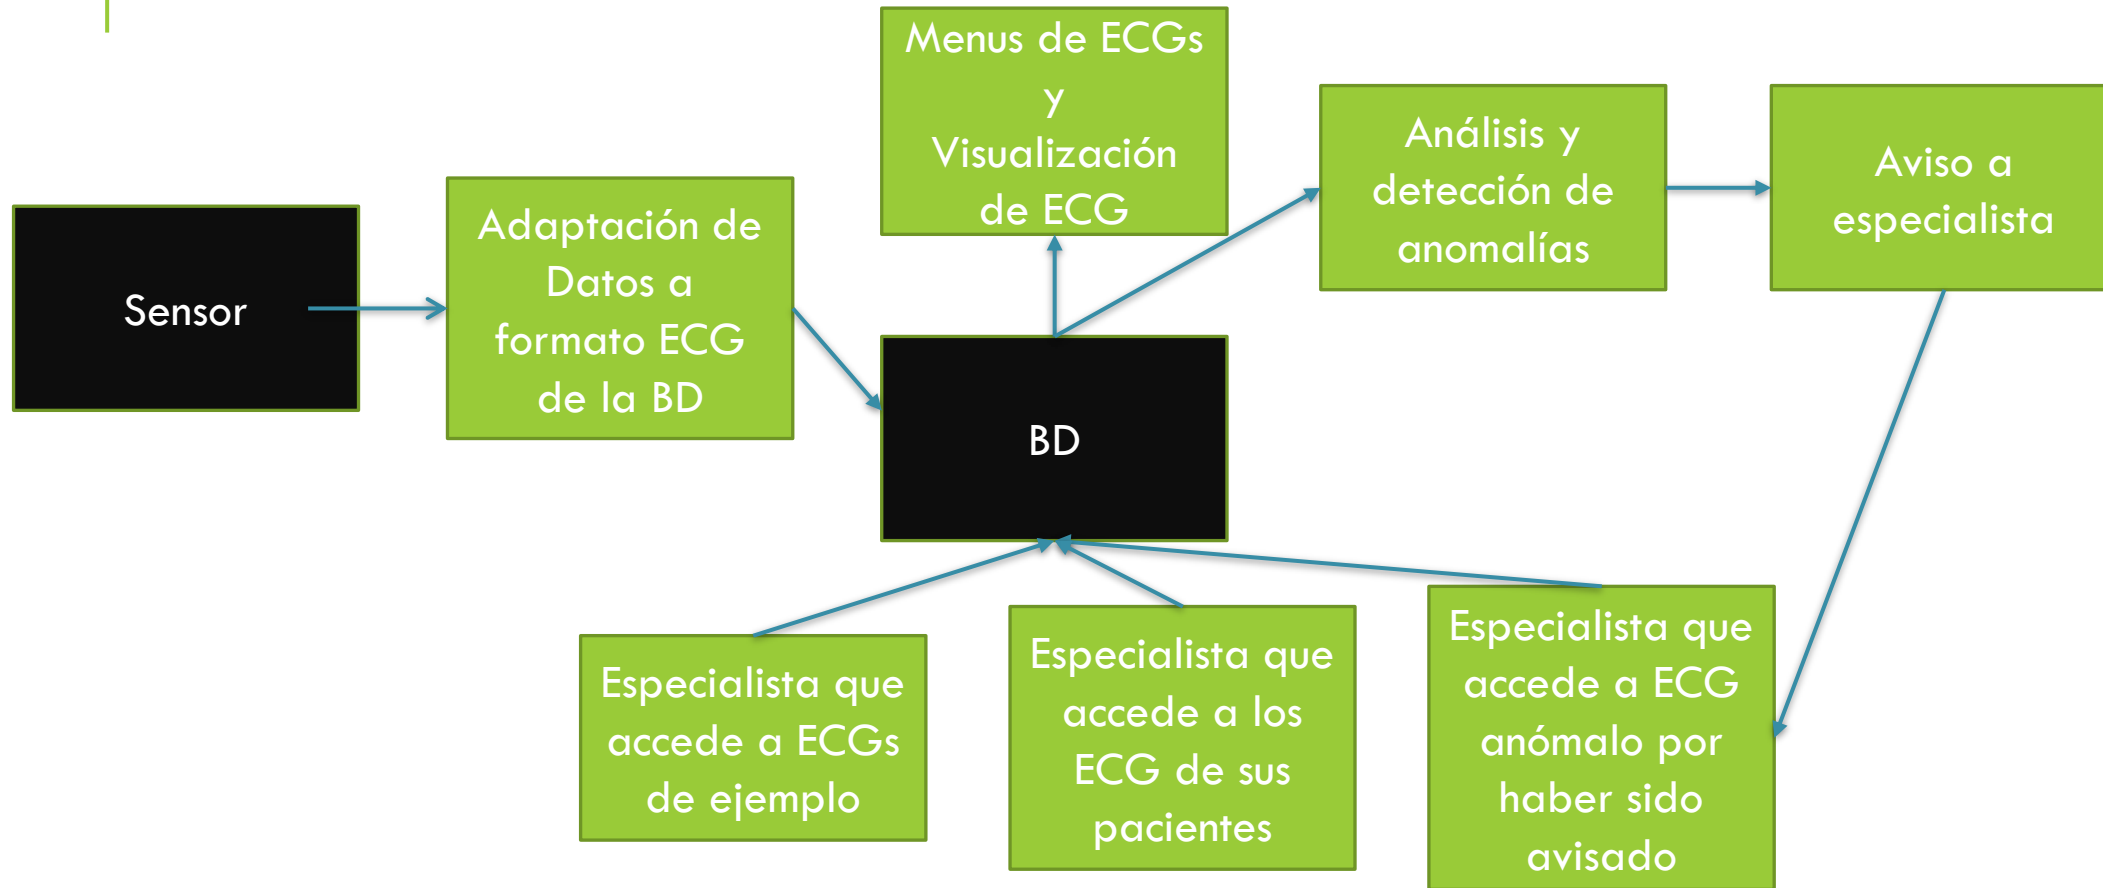 Menus de ECGs
y
Visualización
de ECG
Análisis y
detección de
anomalías
Aviso a
especialista
Sensor
Adaptación de
Datos a
formato ECG
de la BD
BD
Especialista que
accede a ECGs
de ejemplo
Especialista que
accede a los
ECG de sus
pacientes
Especialista que
accede a ECG
anómalo por
haber sido
avisado